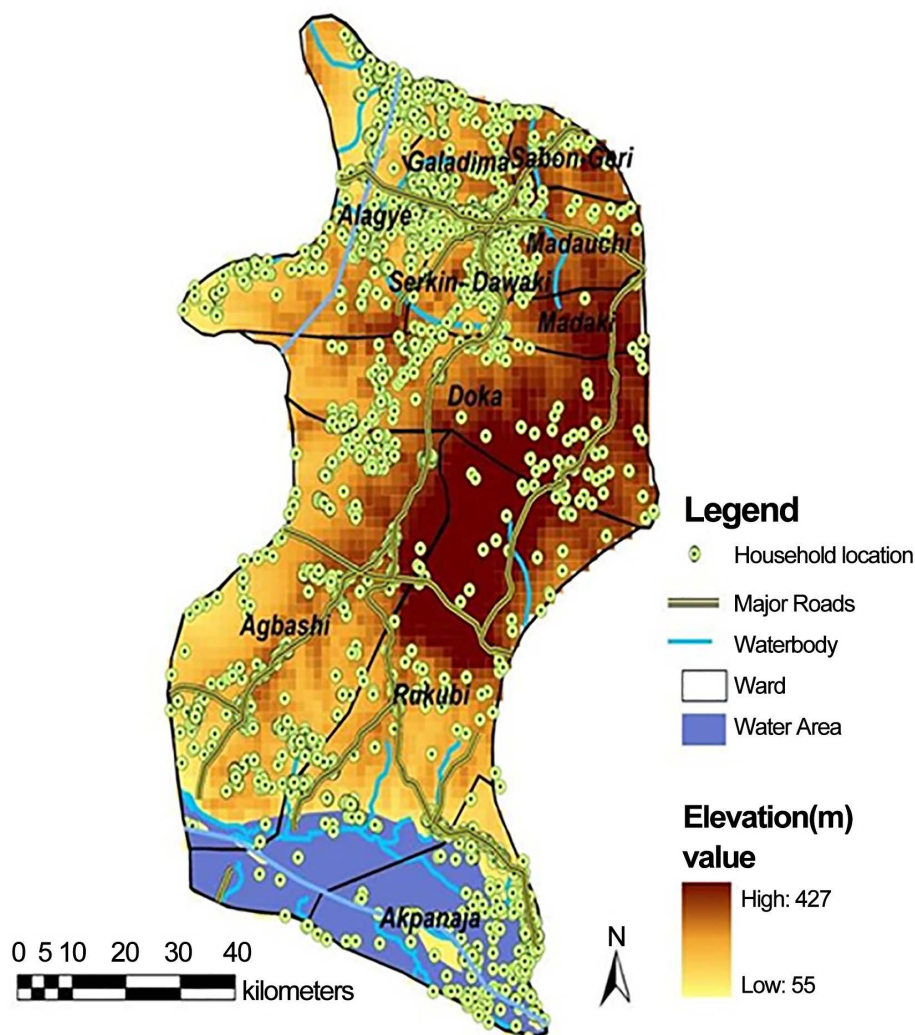 Galadima
Sabon-Gari
Alagye
Madauchi
Serkin-Dawaki
Madaki
Doka
Agbashi
Rukubi
Akpanaja
Legend
Household location
Major Roads
Waterbody
Ward
Water Area
Elevation(m)
value
High: 427
Low: 55
N
0 5 10 20 30 40
kilometers